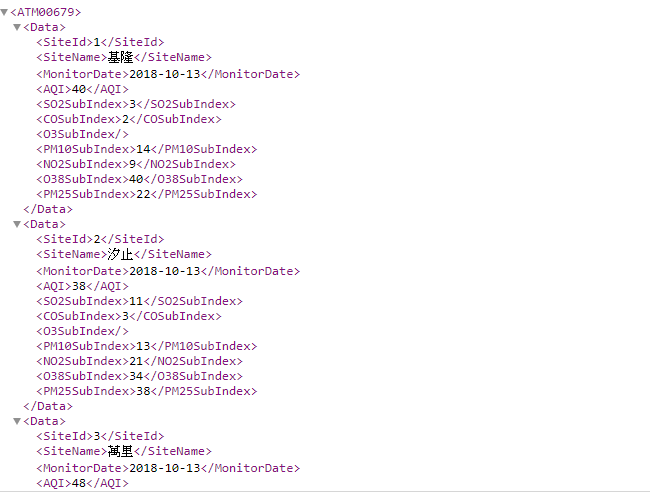 <ATM00679>
<Data>
<SiteId>1</SiteId>
<SiteName>基隆</SiteName>
<MonitorDate>2018-10-13</MonitorDate>
<AQI>40</AQI>
<SO2SubIndex>3</SO2SubIndex>
<COSubIndex>2</COSubIndex>
<O3SubIndex/>
<PM10SubIndex>14</PM10SubIndex>
<NO2SubIndex>9</NO2SubIndex>
<O38SubIndex>40</O38SubIndex>
<PM25SubIndex>22</PM25SubIndex>
</Data>
<Data>
<SiteId>2</SiteId>
<SiteName>汐止</SiteName>
<MonitorDate>2018-10-13</MonitorDate>
<AQI>38</AQI>
<SO2SubIndex>11</SO2SubIndex>
<COSubIndex>3</COSubIndex>
<O3SubIndex/>
<PM10SubIndex>13</PM10SubIndex>
<NO2SubIndex>21</NO2SubIndex>
<O38SubIndex>34</O38SubIndex>
<PM25SubIndex>38</PM25SubIndex>
</Data>
<Data>
<SiteId>3</SiteId>
<SiteName>萬里</SiteName>
<MonitorDate>2018-10-13</MonitorDate>
<AQI>48</AQI>